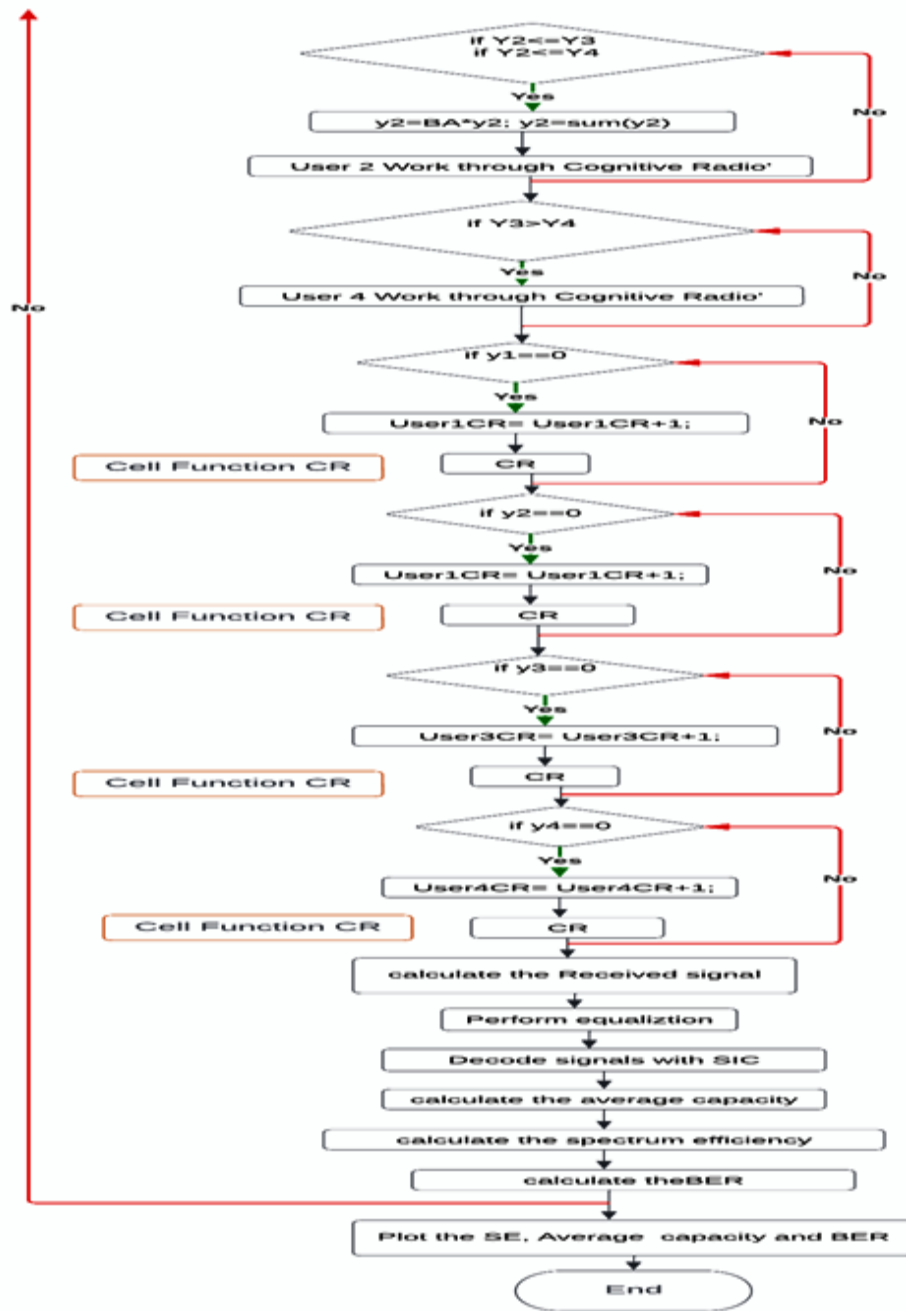 if Y2<=Y3
if Y2<=Y4
Yes
No
y2=BA*y2; y2=sum(y2)
User 2 Work through Cognitive Radio'
if Y3>Y4
Yes
No
User 4 Work through Cognitive Radio'
No
if y1==0
Yes
No
User1CR= User1CR+1;
Cell Function CR
CR
if y2==0
Yes
No
User1CR= User1CR+1;
Cell Function CR
CR
if y3==0
Yes
No
User3CR= User3CR+1;
Cell Function CR
CR
if y4==0
Yes
No
User4CR= User4CR+1;
Cell Function CR
CR
calculate the Received signal
Perform equaliztion
Decode signals with SIC
calculate the average capacity
calculate the spectrum efficiency
calculate theBER
Plot the SE, Average capacity and BER
End